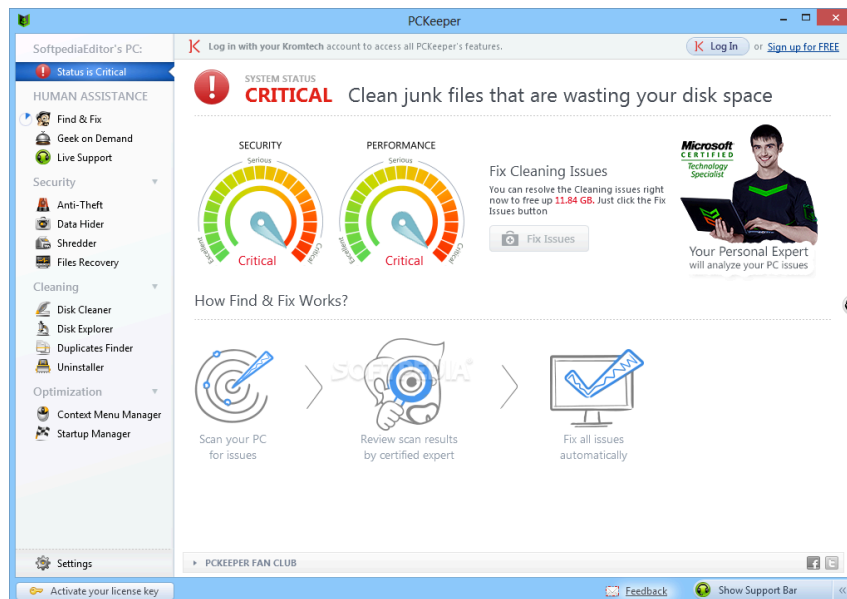 PCKeeper
SoftpediaEditor's PC:
Log in with your Kromtech account to access all PCKeeper's features.
Log In or Sign up for FREE
Status is Critical
HUMAN ASSISTANCE
Find & Fix
Geek on Demand
Live Support
Security
Anti-Theft
Data Hider
Shredder
Files Recovery
Cleaning
Disk Cleaner
Disk Explorer
Duplicates Finder
Uninstaller
Optimization
Context Menu Manager
Startup Manager
Settings
Activate your license key
SYSTEM STATUS
CRITICAL Clean junk files that are wasting your disk space
SECURITY
Serious
Excellent
Critical
Critical
PERFORMANCE
Serious
Excellent
Critical
Critical
Fix Cleaning Issues
You can resolve the Cleaning issues right
now to free up 11.84 GB. Just click the Fix
Issues button
Fix Issues
Microsoft
CERTIFIED
Technology
Specialist
Your Personal Expert
will analyze your PC issues
How Find & Fix Works?
SOFTPEDIA
Scan your PC
for issues
Review scan results
by certified expert
Fix all issues
automatically
PCKEEPER FAN CLUB
Feedback
Show Support Bar